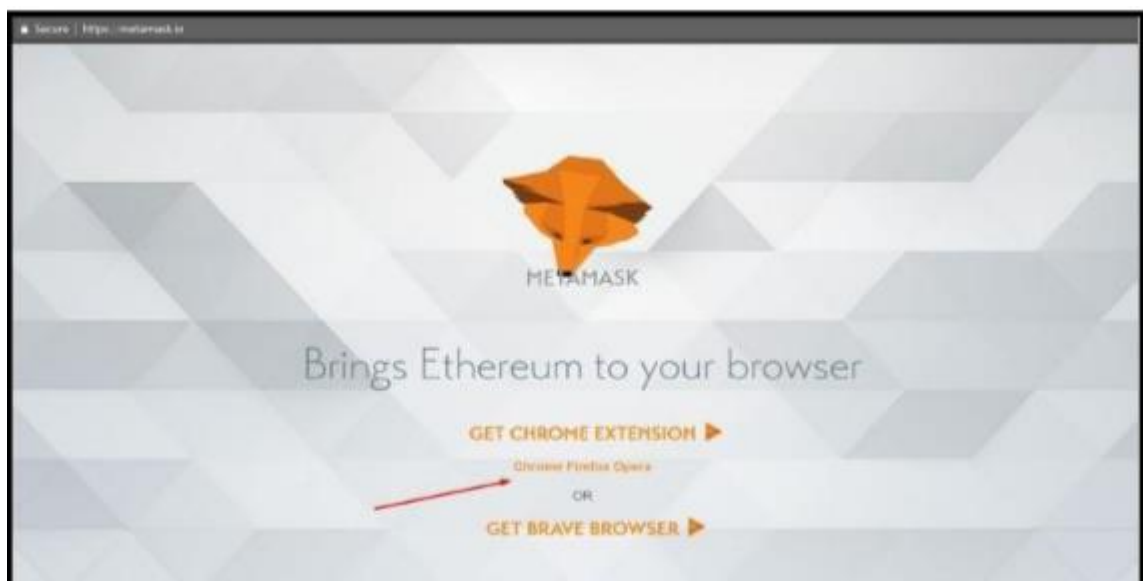 Secure | https://metamask.io
METAMASK
Brings Ethereum to your browser
GET CHROME EXTENSION
Chrome Firefox Opera
OR
GET BRAVE BROWSER